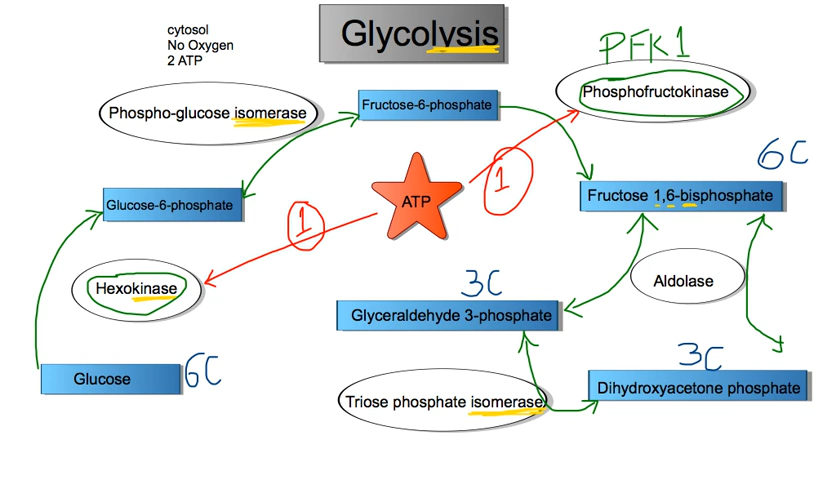 cytosol
No Oxygen
2 ATP
Glycolysis
PFK1
Phospho-glucose isomerase
Fructose-6-phosphate
Phosphofructokinase
6C
Glucose-6-phosphate
ATP
1
1
Fructose 1,6-bisphosphate
Hexokinase
Aldolase
3C
Glyceraldehyde 3-phosphate
Glucose
6C
3C
Dihydroxyacetone phosphate
Triose phosphate isomerase